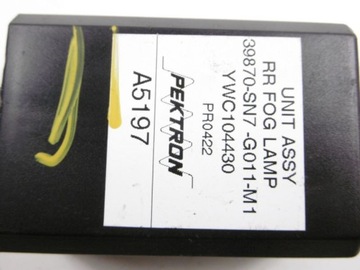 UNIT ASSY
RR FOG LAMP
39870-SN7 -G011-M1
YWC104430
PR0422
PEKTRON
A5197